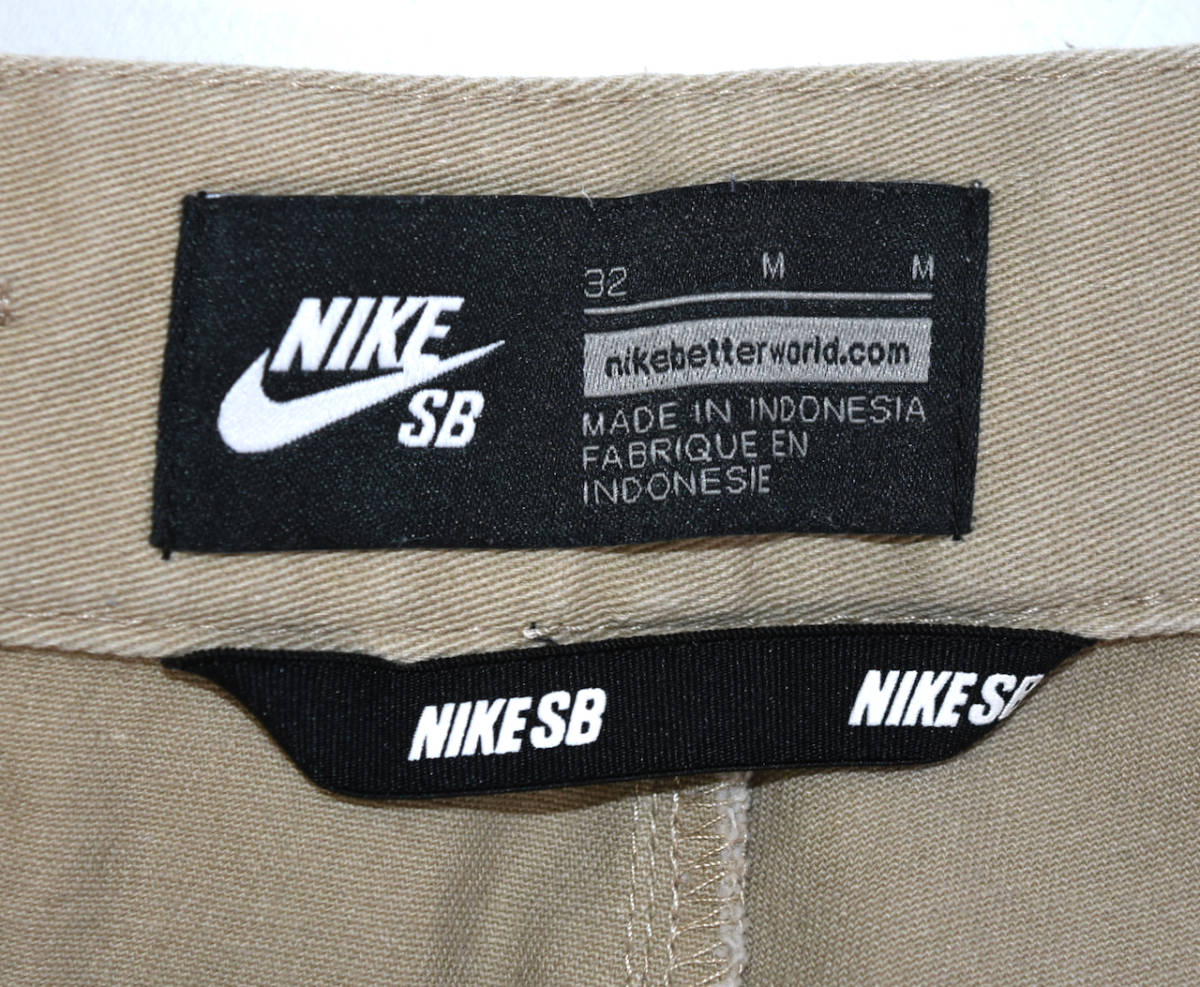 NIKE
SB
32 M M
nikebetterworld.com
MADE IN INDONESIA
FABRIQUE EN
INDONESIE
NIKE SB NIKE SB